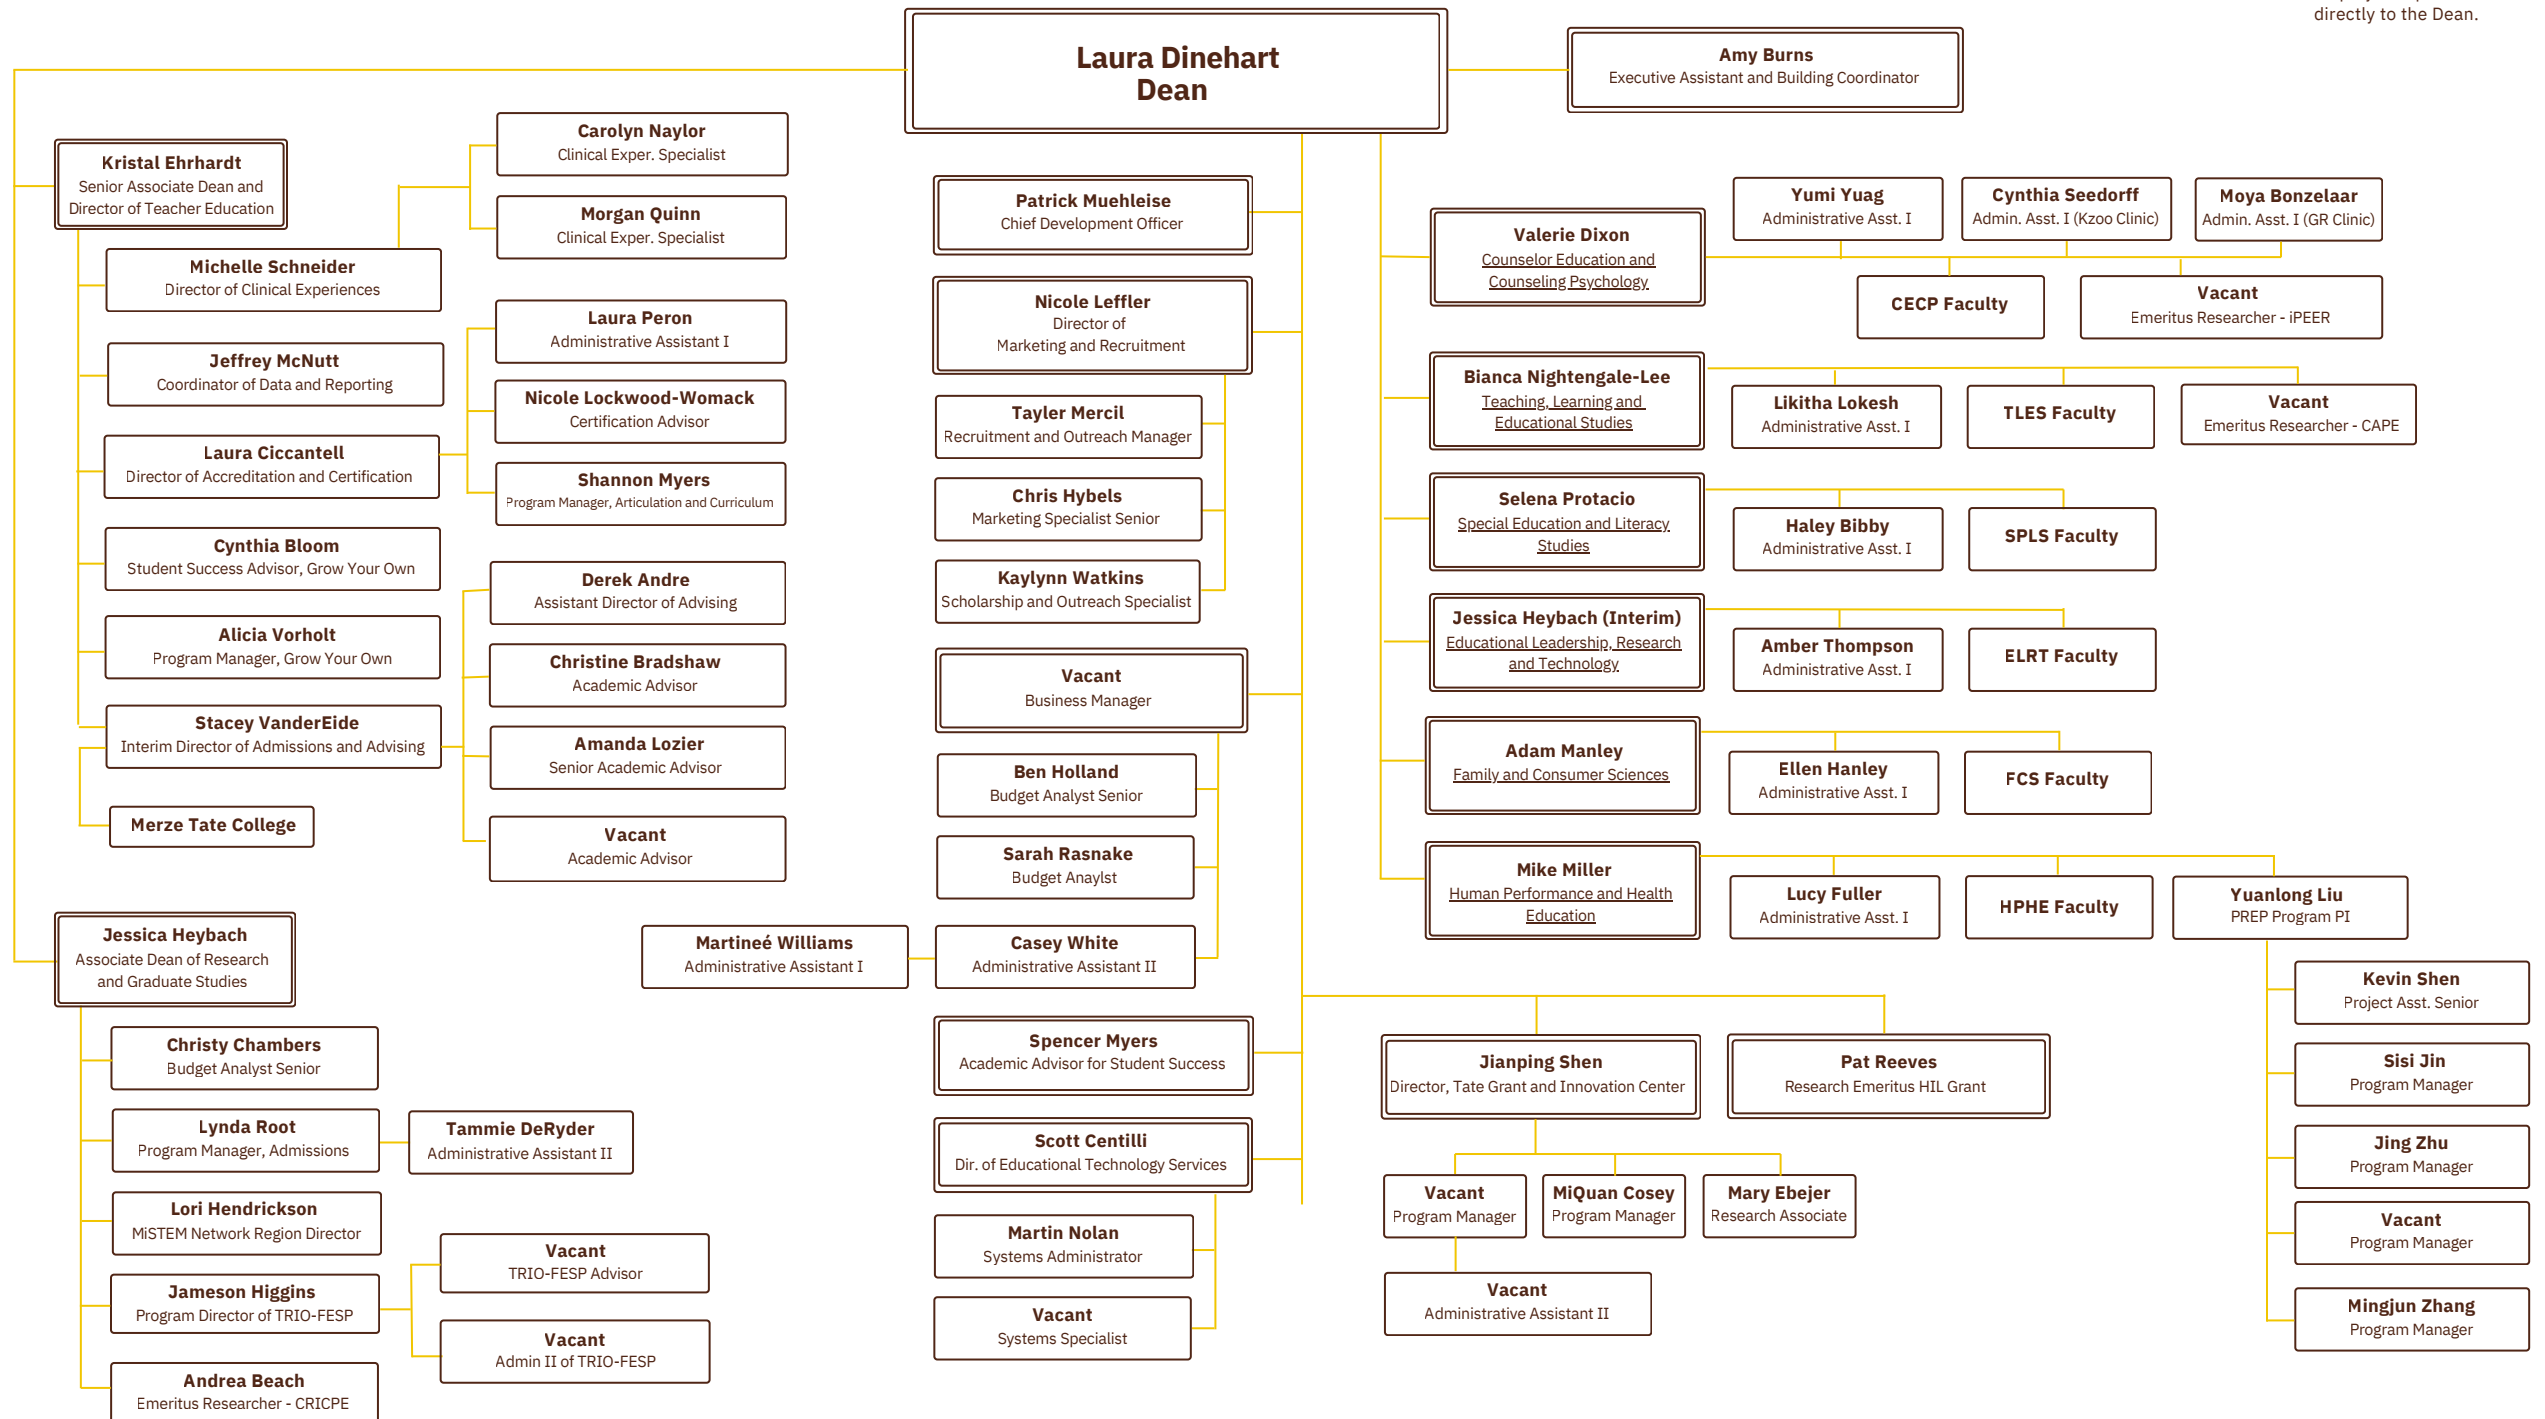 directly to the Dean.
Laura Dinehart
Dean
Amy Burns
Executive Assistant and Building Coordinator
Kristal Ehrhardt
Senior Associate Dean and
Director of Teacher Education
Carolyn Naylor
Clinical Exper. Specialist
Morgan Quinn
Clinical Exper. Specialist
Michelle Schneider
Director of Clinical Experiences
Jeffrey McNutt
Coordinator of Data and Reporting
Laura Peron
Administrative Assistant I
Nicole Lockwood-Womack
Certification Advisor
Laura Ciccantell
Director of Accreditation and Certification
Shannon Myers
Program Manager, Articulation and Curriculum
Cynthia Bloom
Student Success Advisor, Grow Your Own
Alicia Vorholt
Program Manager, Grow Your Own
Stacey VanderEide
Interim Director of Admissions and Advising
Derek Andre
Assistant Director of Advising
Christine Bradshaw
Academic Advisor
Amanda Lozier
Senior Academic Advisor
Vacant
Academic Advisor
Merze Tate College
Jessica Heybach
Associate Dean of Research
and Graduate Studies
Christy Chambers
Budget Analyst Senior
Lynda Root
Program Manager, Admissions
Tammie DeRyder
Administrative Assistant II
Lori Hendrickson
MiSTEM Network Region Director
Jameson Higgins
Program Director of TRIO-FESP
Vacant
TRIO-FESP Advisor
Vacant
Admin II of TRIO-FESP
Andrea Beach
Emeritus Researcher - CRICPE
Patrick Muehleise
Chief Development Officer
Nicole Leffler
Director of
Marketing and Recruitment
Tayler Mercil
Recruitment and Outreach Manager
Chris Hybels
Marketing Specialist Senior
Kaylynn Watkins
Scholarship and Outreach Specialist
Vacant
Business Manager
Ben Holland
Budget Analyst Senior
Sarah Rasnake
Budget Anaylst
Martineé Williams
Administrative Assistant I
Casey White
Administrative Assistant II
Spencer Myers
Academic Advisor for Student Success
Scott Centilli
Dir. of Educational Technology Services
Martin Nolan
Systems Administrator
Vacant
Systems Specialist
Valerie Dixon
Counselor Education and
Counseling Psychology
Yumi Yuag
Administrative Asst. I
Cynthia Seedorff
Admin. Asst. I (Kzoo Clinic)
Moya Bonzelaar
Admin. Asst. I (GR Clinic)
CECP Faculty
Vacant
Emeritus Researcher - iPEER
Bianca Nightengale-Lee
Teaching, Learning and
Educational Studies
Likitha Lokesh
Administrative Asst. I
TLES Faculty
Vacant
Emeritus Researcher - CAPE
Selena Protacio
Special Education and Literacy
Studies
Haley Bibby
Administrative Asst. I
SPLS Faculty
Jessica Heybach (Interim)
Educational Leadership, Research
and Technology
Amber Thompson
Administrative Asst. I
ELRT Faculty
Adam Manley
Family and Consumer Sciences
Ellen Hanley
Administrative Asst. I
FCS Faculty
Mike Miller
Human Performance and Health
Education
Lucy Fuller
Administrative Asst. I
HPHE Faculty
Yuanlong Liu
PREP Program PI
Kevin Shen
Project Asst. Senior
Sisi Jin
Program Manager
Jing Zhu
Program Manager
Vacant
Program Manager
Mingjun Zhang
Program Manager
Jianping Shen
Director, Tate Grant and Innovation Center
Pat Reeves
Research Emeritus HIL Grant
Vacant
Program Manager
MiQuan Cosey
Program Manager
Mary Ebejer
Research Associate
Vacant
Administrative Assistant II